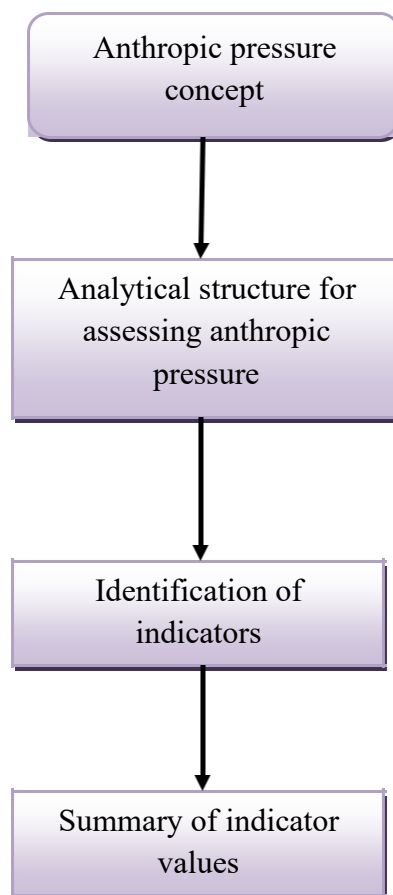 Anthropic pressure
concept
Analytical structure for
assessing anthropic
pressure
Identification of
indicators
Summary of indicator
values